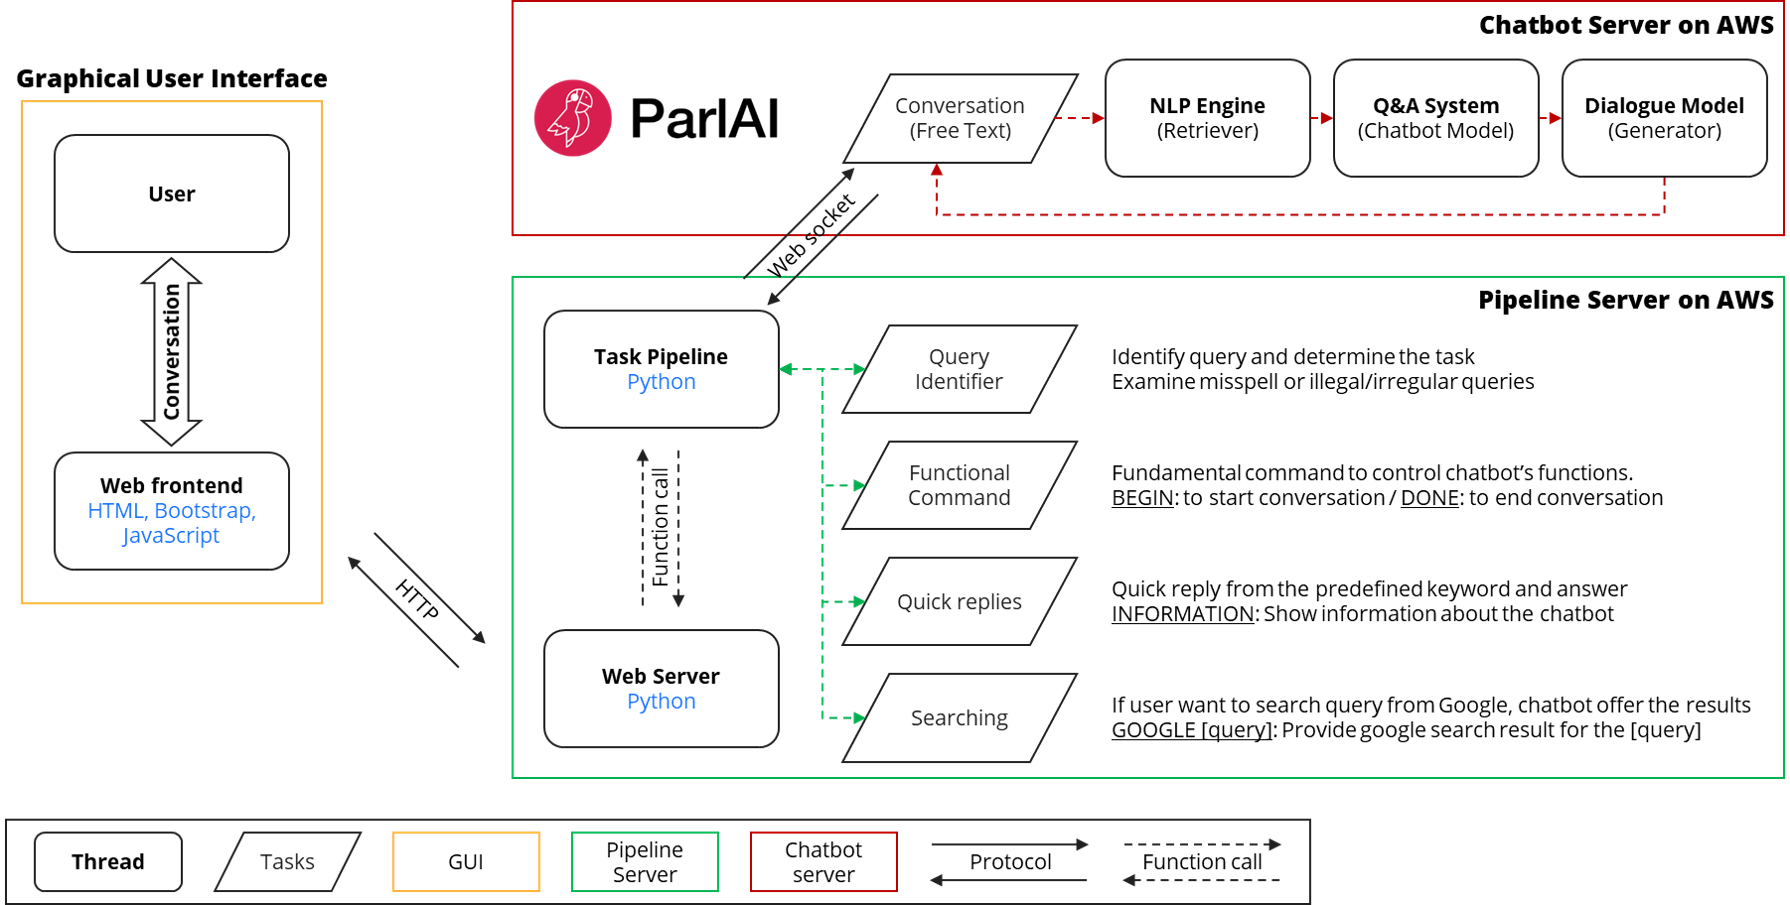 Graphical User Interface
User
Conversation
Web frontend
HTML, Bootstrap,
JavaScript
HTTP
Chatbot Server on AWS
ParlAI
Conversation
(Free Text)
NLP Engine
(Retriever)
Q&A System
(Chatbot Model)
Dialogue Model
(Generator)
Web socket
Pipeline Server on AWS
Task Pipeline
Python
Function call
Web Server
Python
Query
Identifier
Identify query and determine the task
Examine misspell or illegal/irregular queries
Functional
Command
Fundamental command to control chatbot’s functions.
BEGIN: to start conversation / DONE: to end conversation
Quick replies
Quick reply from the predefined keyword and answer
INFORMATION: Show information about the chatbot
Searching
If user want to search query from Google, chatbot offer the results
GOOGLE [query]: Provide google search result for the [query]
Thread
Tasks
GUI
Pipeline
Server
Chatbot
server
Protocol
Function call